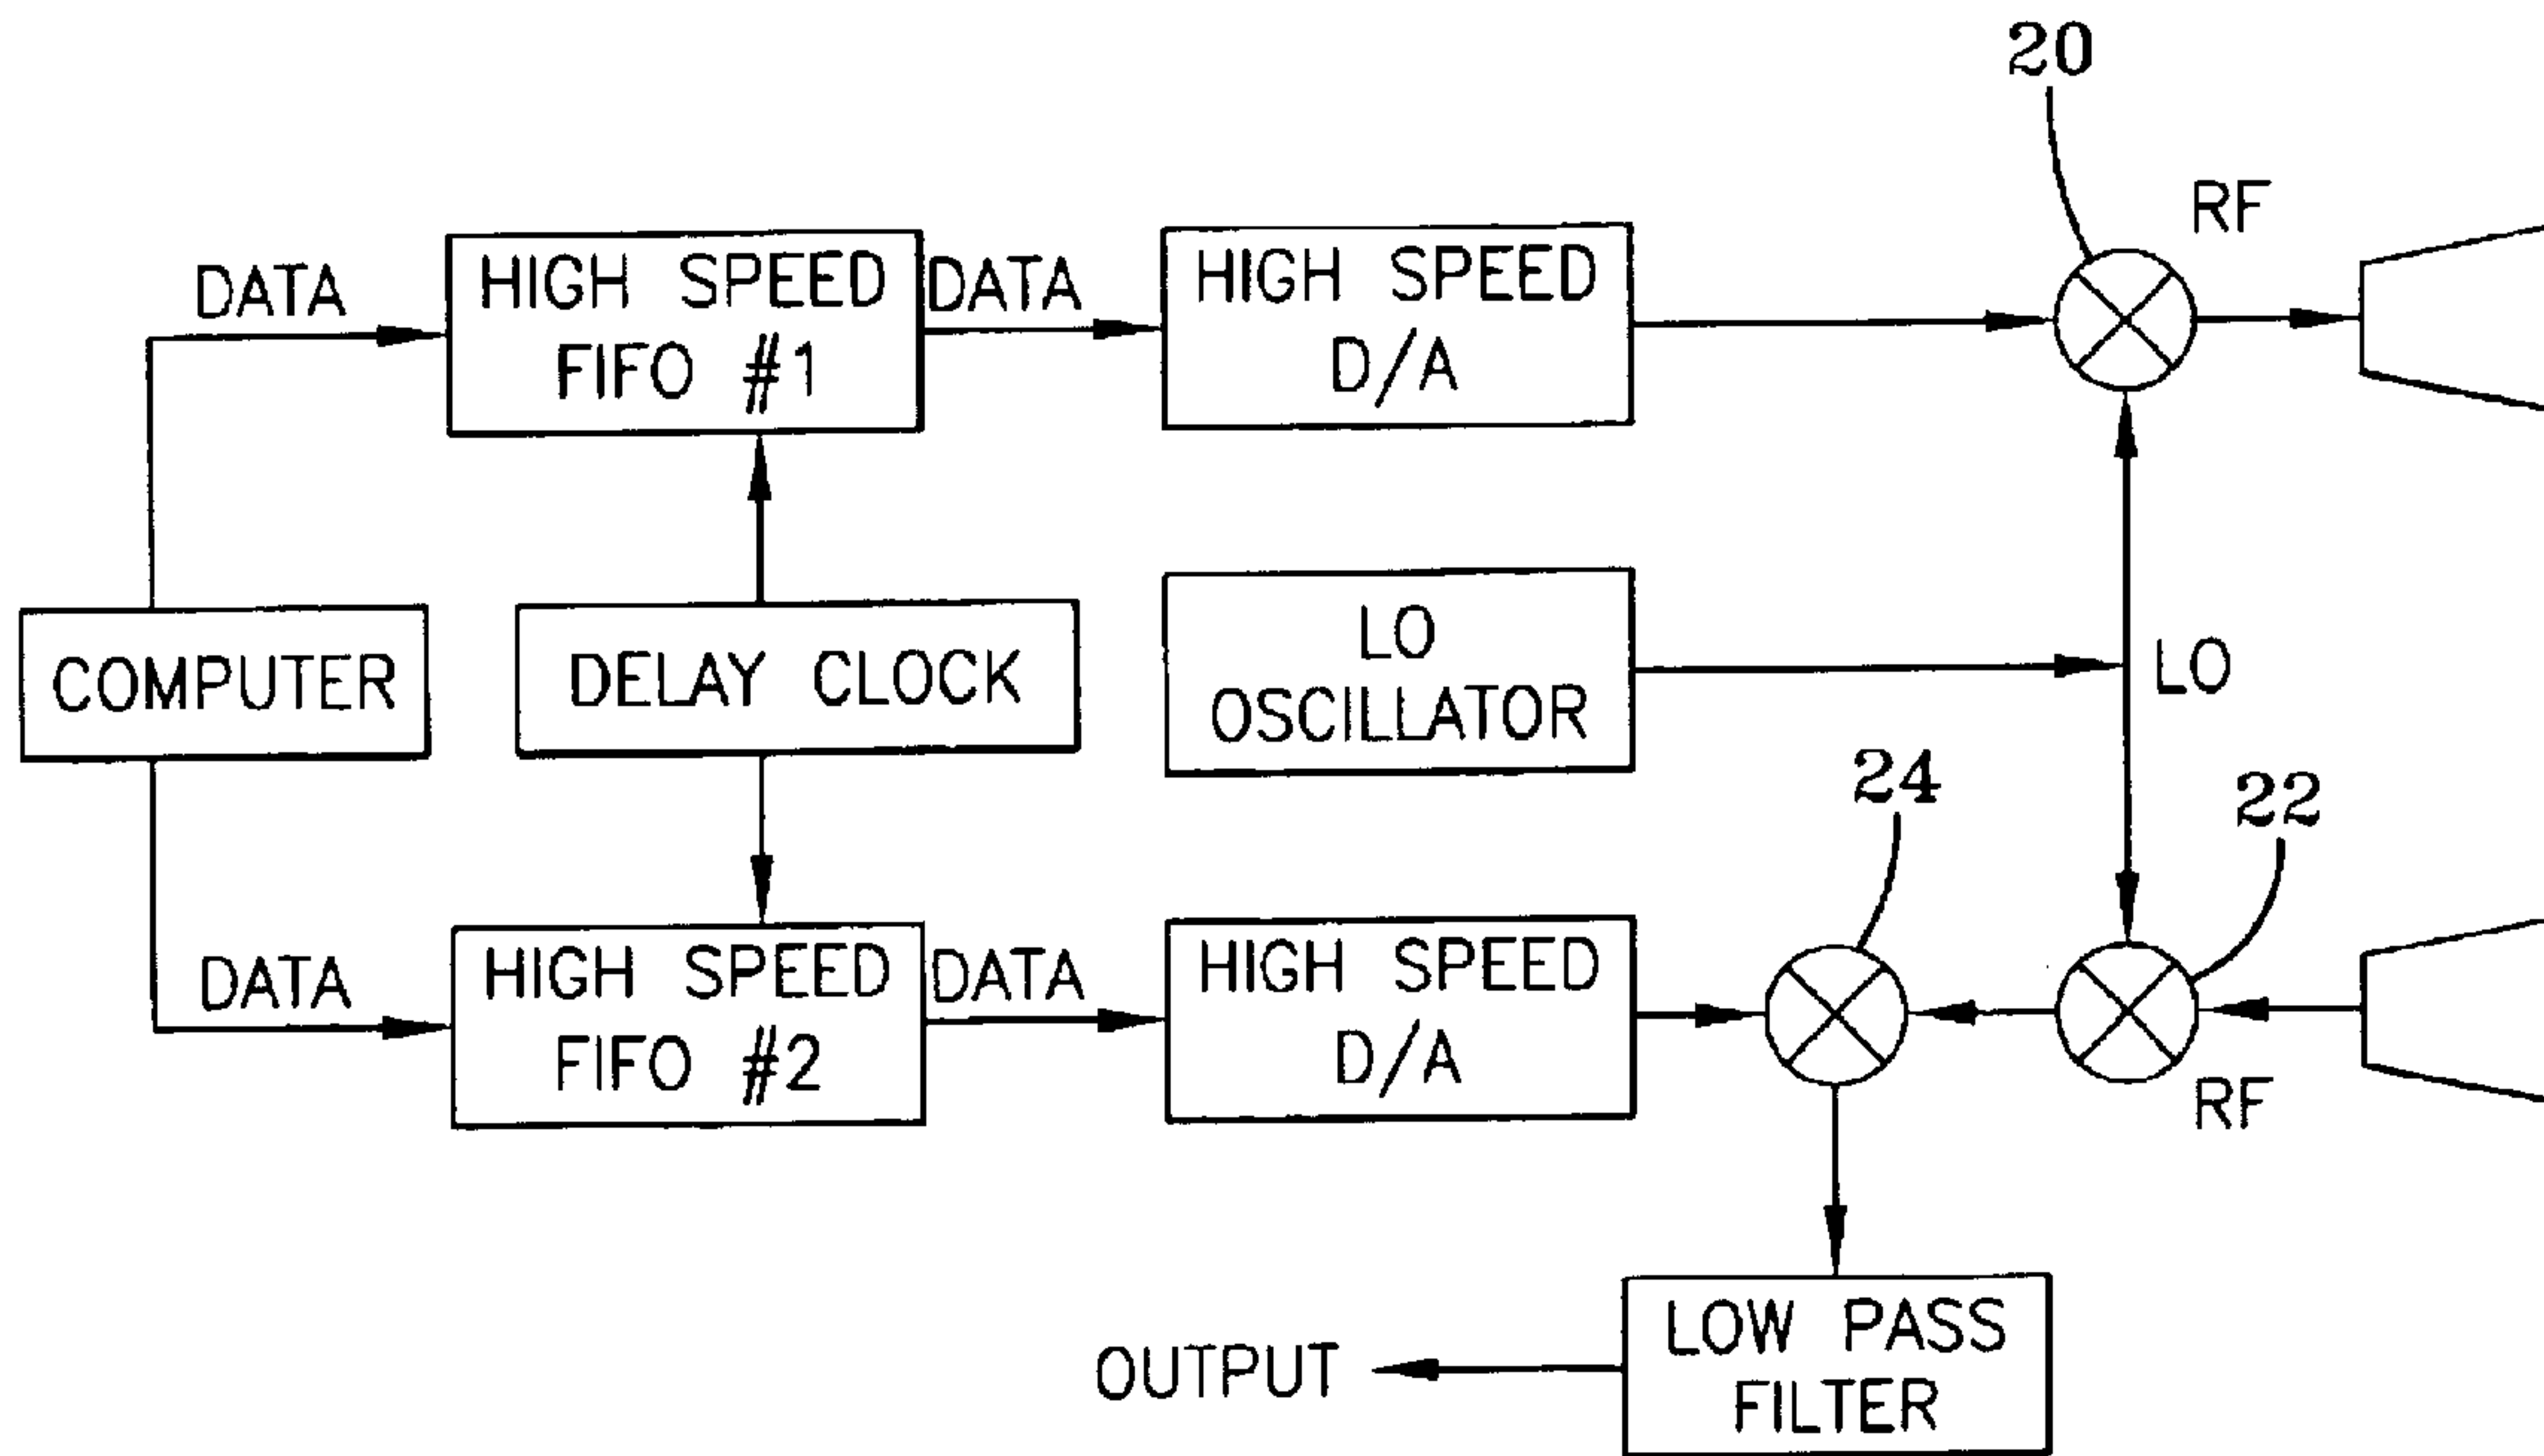 20
RF
DATA
HIGH SPEED
FIFO #1
DATA
HIGH SPEED
D/A
COMPUTER
DELAY CLOCK
LO
OSCILLATOR
LO
24
22
DATA
HIGH SPEED
FIFO #2
DATA
HIGH SPEED
D/A
RF
LOW PASS
FILTER
OUTPUT